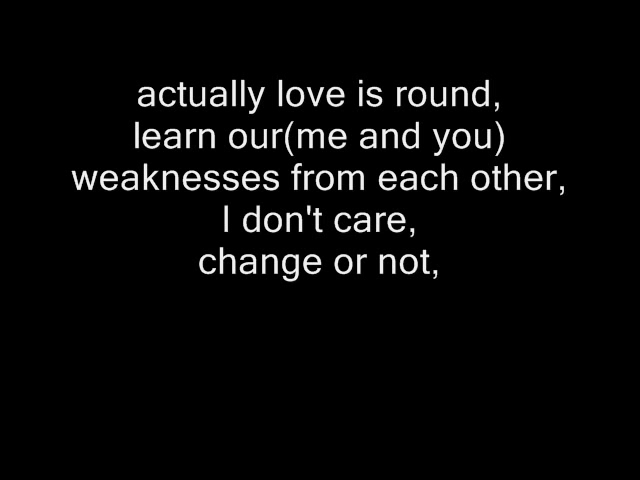 actually love is round,
learn our(me and you)
weaknesses from each other,
I don't care,
change or not,